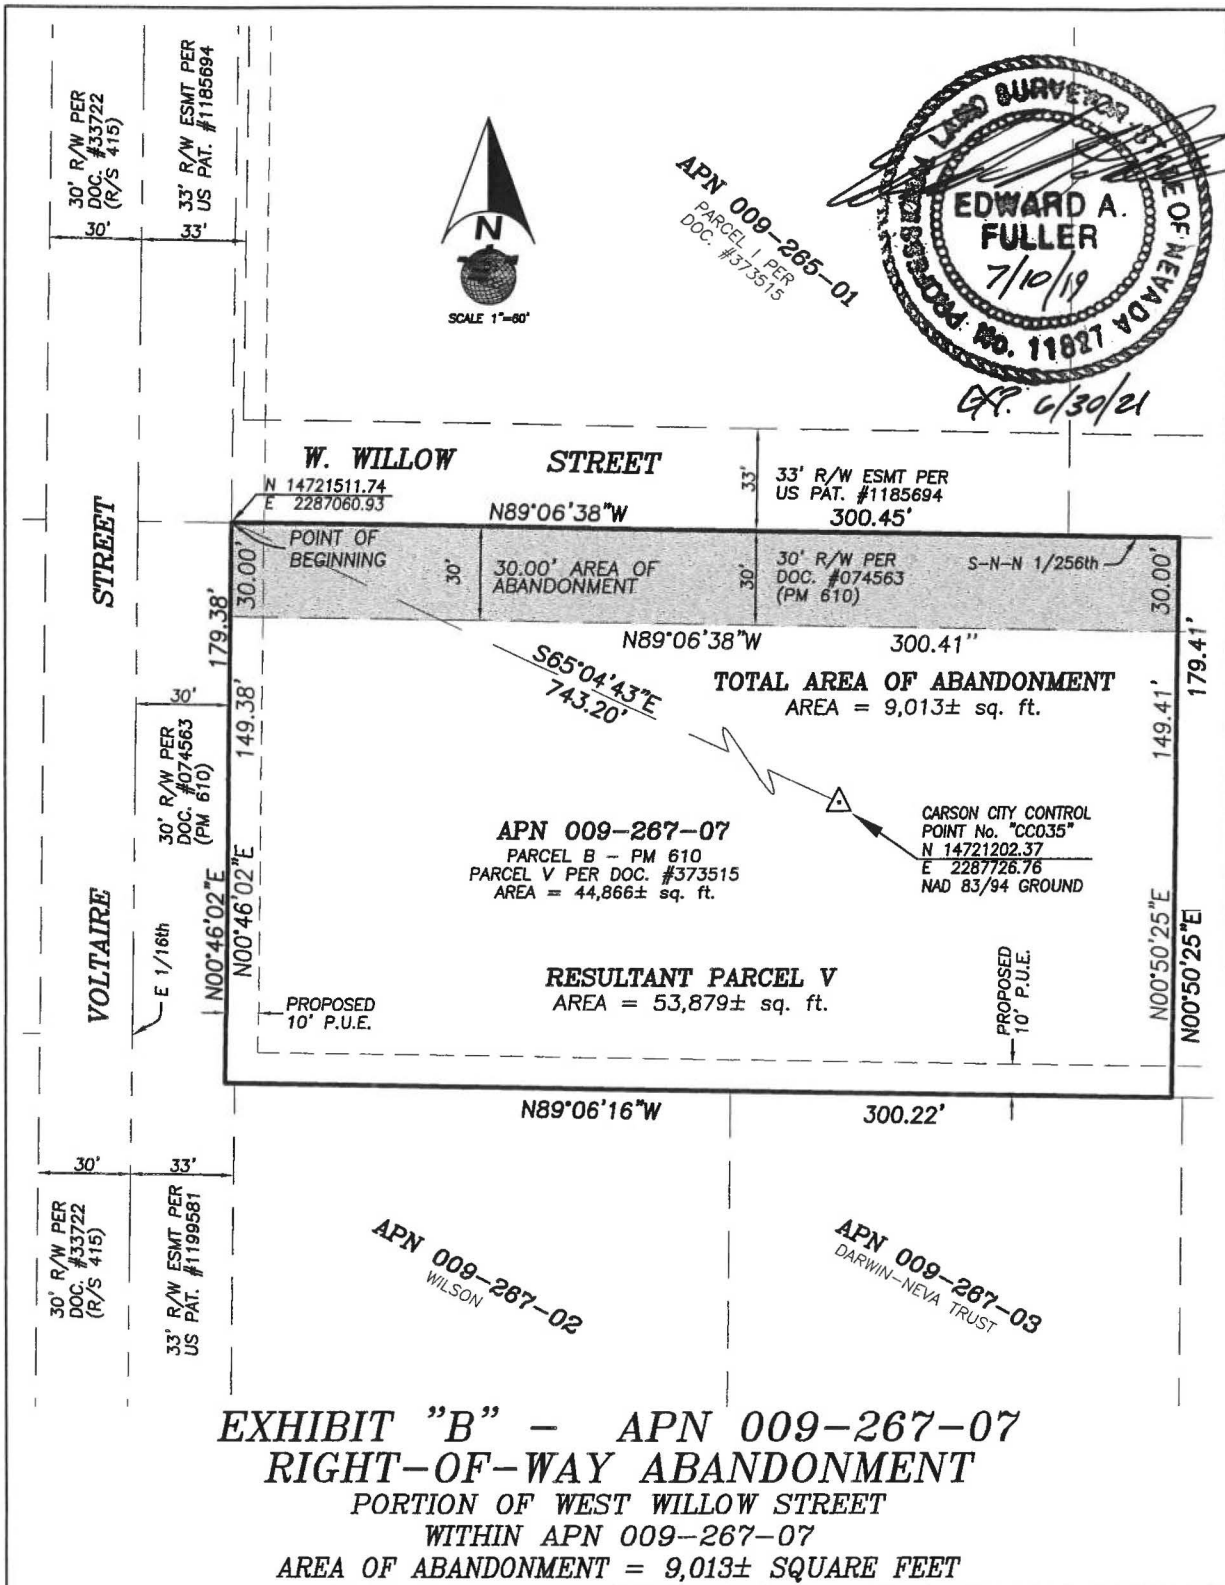 30' R/W PER
DOC. #33722
(R/S 415)
33' R/W ESMT PER
US PAT. #1185694
30'
33'
N
SCALE 1"=60'
APN 009-265-01
PARCEL I PER
DOC. #373515
PROFESSIONAL LAND SURVEYOR STATE OF NEVADA
EDWARD A.
FULLER
7/10/19
No. 11827
EXP. 6/30/21
W. WILLOW STREET
N 14721511.74
E 2287060.93
33'
33' R/W ESMT PER
US PAT. #1185694
N89°06'38"W 300.45'
POINT OF
BEGINNING
30.00'
30'
30.00' AREA OF
ABANDONMENT
30'
30' R/W PER
DOC. #074563
(PM 610)
S-N-N 1/256th
30.00'
N89°06'38"W 300.41"
STREET
179.38'
179.41'
S65°04'43"E
743.20'
TOTAL AREA OF ABANDONMENT
AREA = 9,013± sq. ft.
30'
149.38'
149.41'
30' R/W PER
DOC. #074563
(PM 610)
APN 009-267-07
PARCEL B - PM 610
PARCEL V PER DOC. #373515
AREA = 44,866± sq. ft.
CARSON CITY CONTROL
POINT No. "CC035"
N 14721202.37
E 2287726.76
NAD 83/94 GROUND
VOLTAIRE
E 1/16th
N00°46'02"E
N00°46'02"E
RESULTANT PARCEL V
AREA = 53,879± sq. ft.
PROPOSED
10' P.U.E.
PROPOSED
10' P.U.E.
N00°50'25"E
N00°50'25"E
N89°06'16"W 300.22'
30'
33'
30' R/W PER
DOC. #33722
(R/S 415)
33' R/W ESMT PER
US PAT. #1199581
APN 009-267-02
WILSON
APN 009-267-03
DARWIN-NEVA TRUST
EXHIBIT "B" - APN 009-267-07
RIGHT-OF-WAY ABANDONMENT
PORTION OF WEST WILLOW STREET
WITHIN APN 009-267-07
AREA OF ABANDONMENT = 9,013± SQUARE FEET